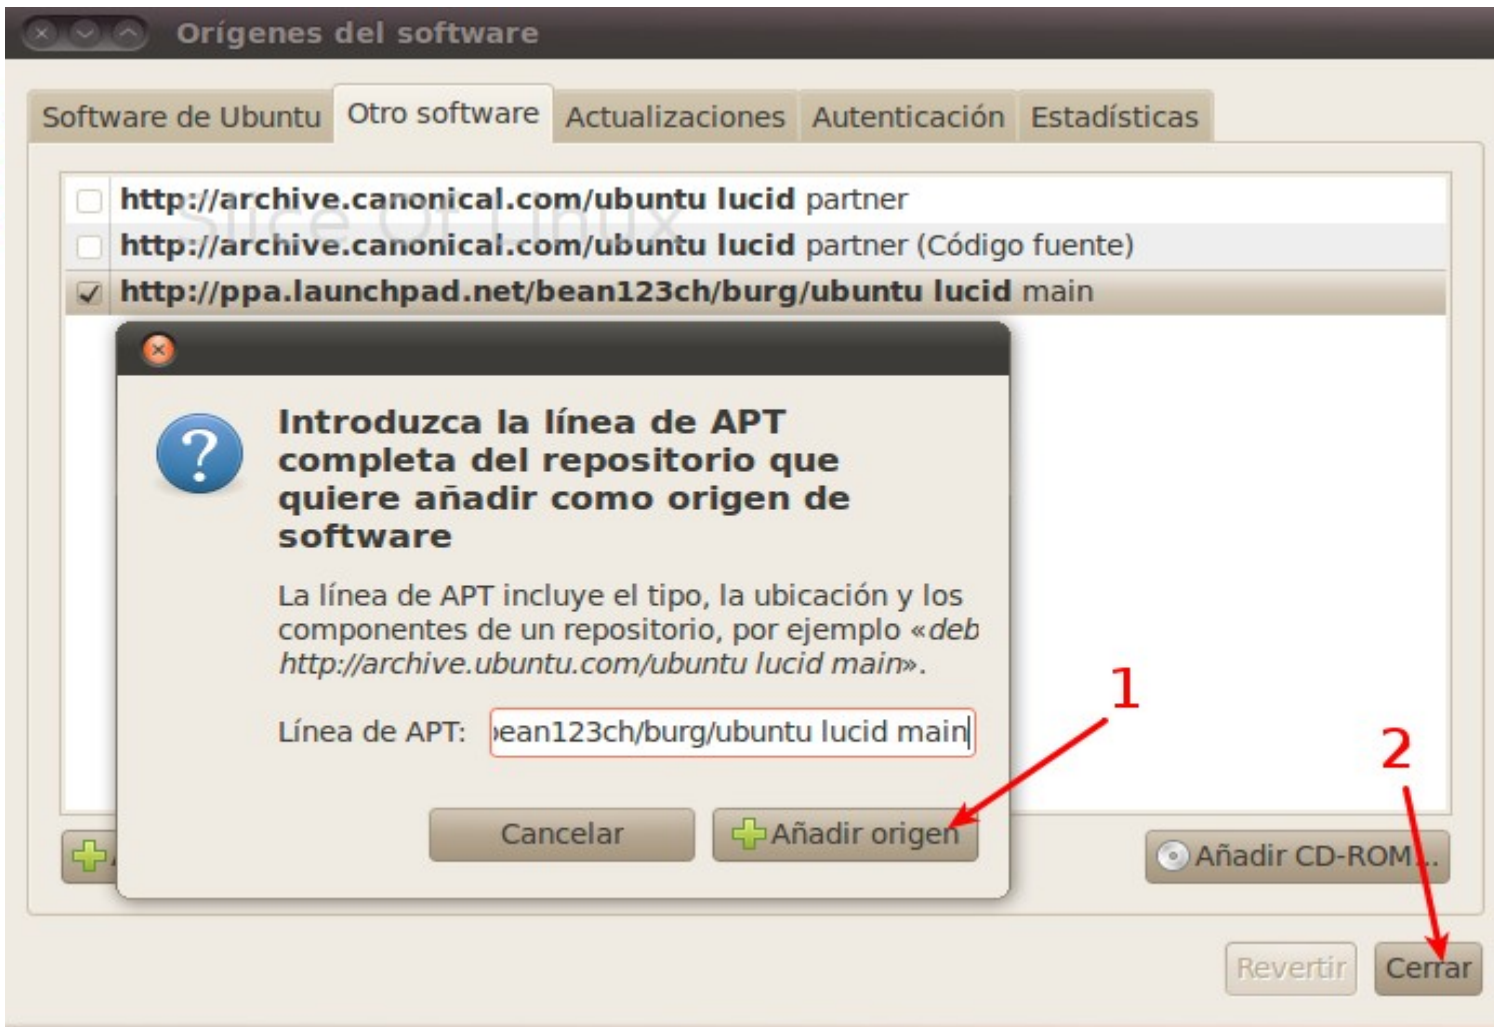 Orígenes del software
Software de Ubuntu Otro software Actualizaciones Autenticación Estadísticas
http://archive.canonical.com/ubuntu lucid partner
Slice Of Linux
http://archive.canonical.com/ubuntu lucid partner (Código fuente)
http://ppa.launchpad.net/bean123ch/burg/ubuntu lucid main
Introduzca la línea de APT
completa del repositorio que
quiere añadir como origen de
software
La línea de APT incluye el tipo, la ubicación y los
componentes de un repositorio, por ejemplo «deb
http://archive.ubuntu.com/ubuntu lucid main».
1
Línea de APT: bean123ch/burg/ubuntu lucid main
2
Cancelar Añadir origen
Añadir CD-ROM...
Revertir Cerrar